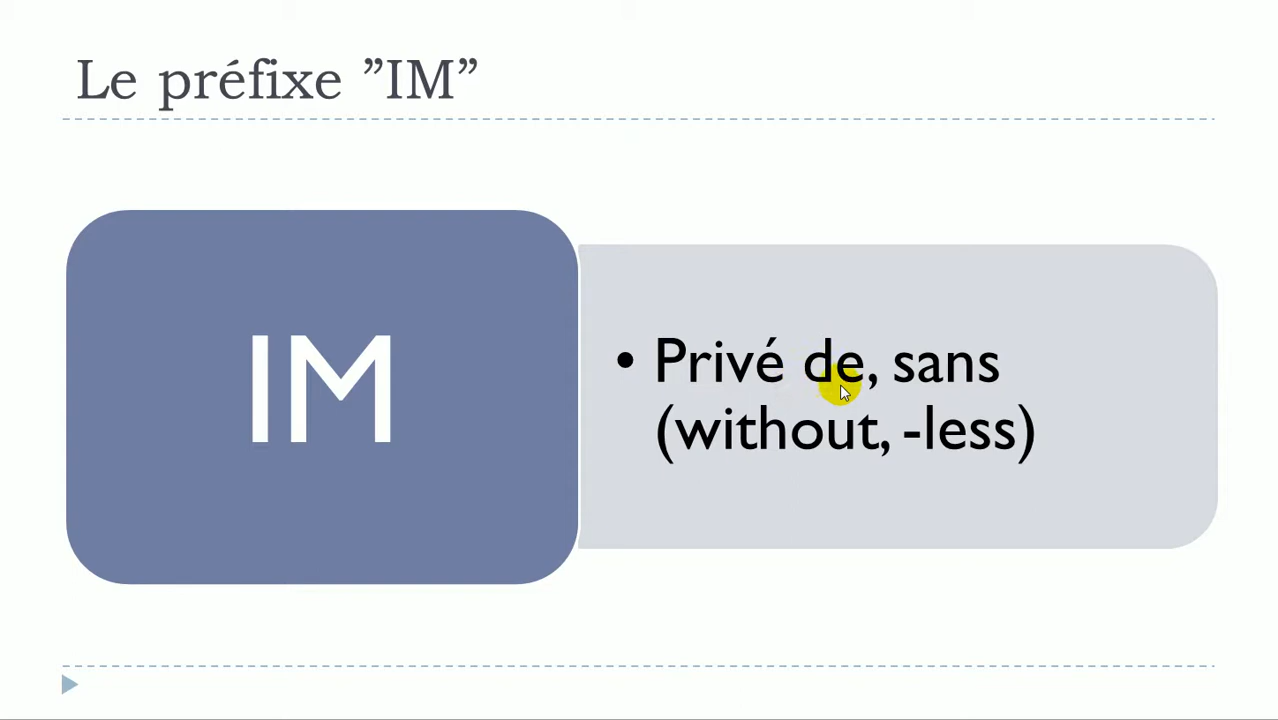 Le préfixe ”IM”
IM
• Privé de, sans
(without, -less)